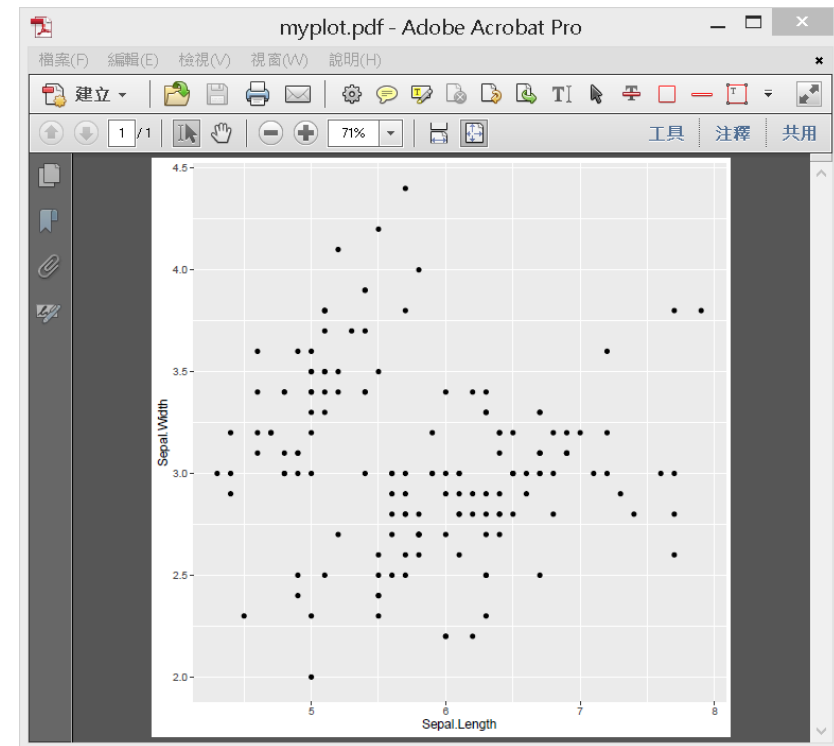 myplot.pdf - Adobe Acrobat Pro
檔案(F) 編輯(E) 檢視(V) 視窗(W) 說明(H)
建立
1 / 1 71% 工具 注釋 共用
4.5
4.0
3.5
3.0
2.5
2.0
Sepal.Width
5 6 7 8
Sepal.Length